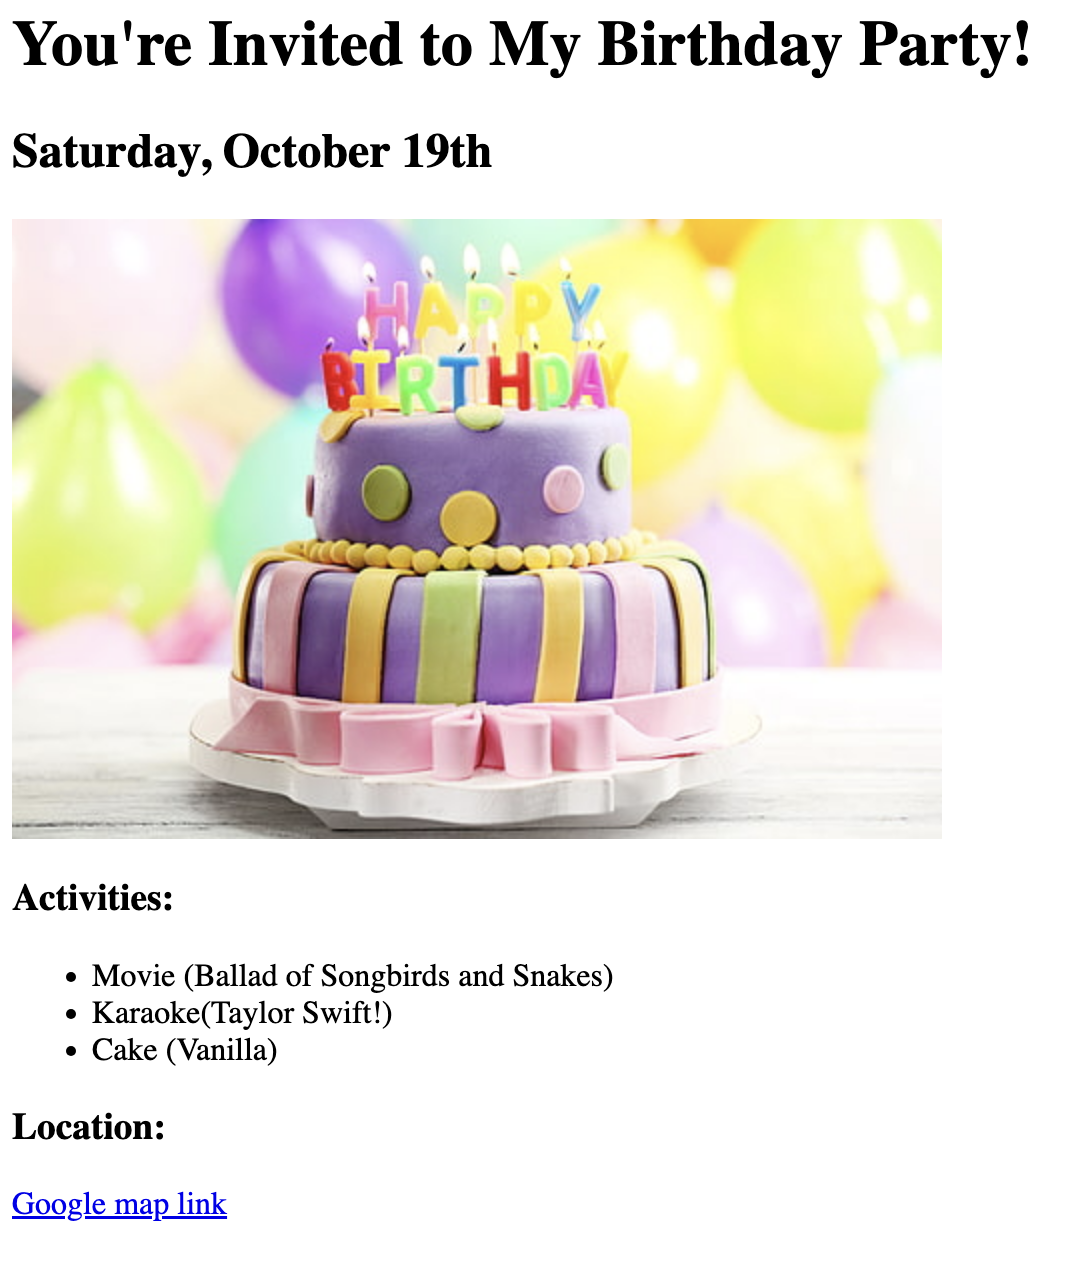 You're Invited to My Birthday Party!
Saturday, October 19th
HAPPY
BIRTHDAY
Activities:
Movie (Ballad of Songbirds and Snakes)
Karaoke(Taylor Swift!)
Cake (Vanilla)
Location:
Google map link